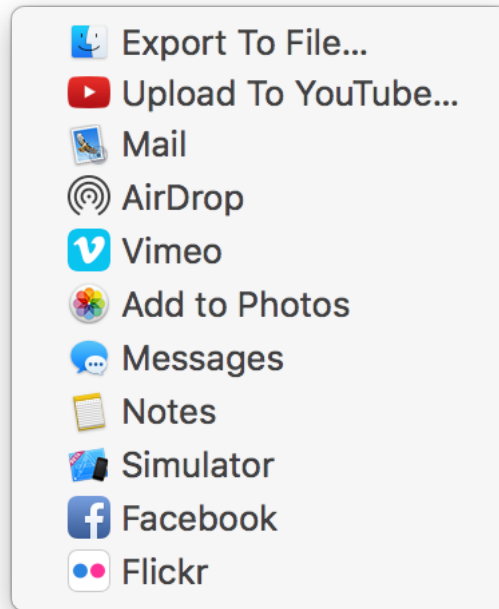 Export To File...
Upload To YouTube...
Mail
AirDrop
Vimeo
Add to Photos
Messages
Notes
Simulator
Facebook
Flickr